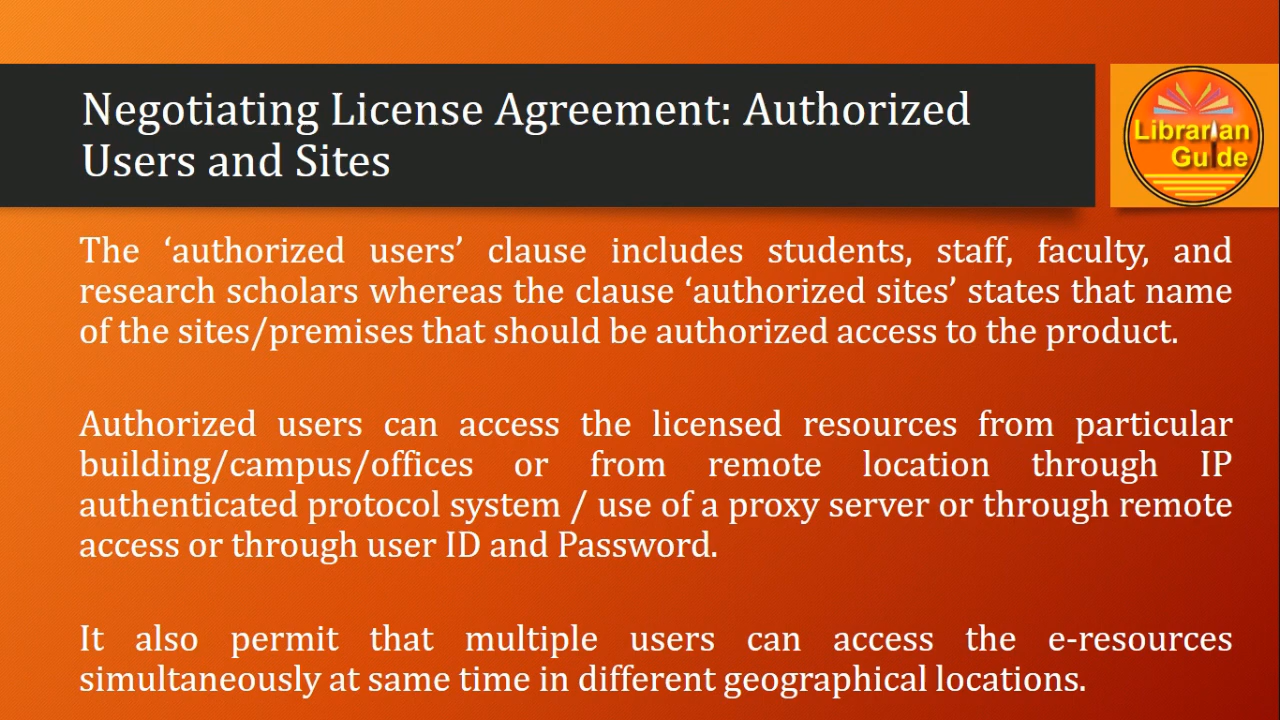 Negotiating License Agreement: Authorized
Users and Sites
Librarian
Guide
The ‘authorized users’ clause includes students, staff, faculty, and
research scholars whereas the clause ‘authorized sites’ states that name
of the sites/premises that should be authorized access to the product.
Authorized users can access the licensed resources from particular
building/campus/offices or from remote location through IP
authenticated protocol system / use of a proxy server or through remote
access or through user ID and Password.
It also permit that multiple users can access the e-resources
simultaneously at same time in different geographical locations.